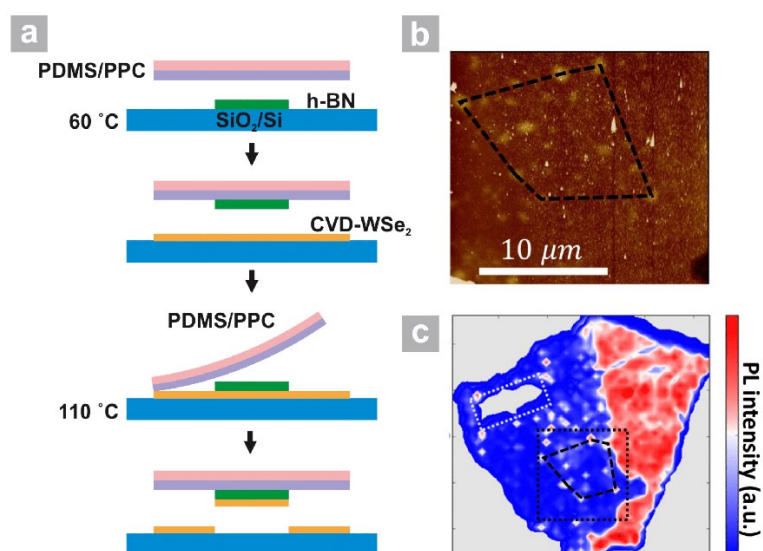 a
PDMS/PPC
h-BN
60 °C
SiO₂/Si
CVD-WSe₂
PDMS/PPC
110 °C
b
10 μm
c
PL intensity (a.u.)